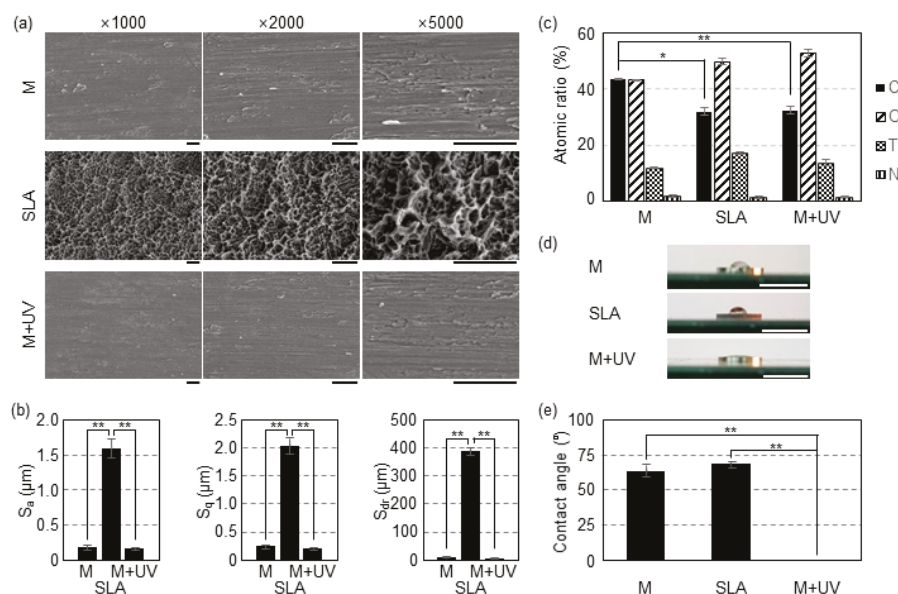 (a)
×1000
×2000
×5000
M
SLA
M+UV
(b)
S_a (µm)
2.0
1.5
1.0
0.5
0
**
**
M
M+UV
SLA
S_q (µm)
2.5
2.0
1.5
1.0
0.5
0
**
**
M
M+UV
SLA
S_dr (µm)
500
400
300
200
100
0
**
**
M
M+UV
SLA
(c)
Atomic ratio (%)
60
40
20
0
*
**
M
SLA
M+UV
C
O
T
N
(d)
M
SLA
M+UV
(e)
Contact angle (º)
100
75
50
25
0
**
**
M
SLA
M+UV